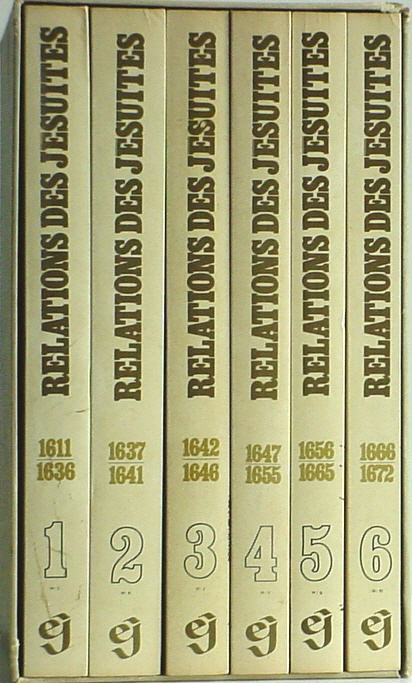 RELATIONS DES JESUITES
1611
1636
1
ej
RELATIONS DES JESUITES
1637
1641
2
ej
RELATIONS DES JESUITES
1642
1646
3
ej
RELATIONS DES JESUITES
1647
1655
4
ej
RELATIONS DES JESUITES
1656
1665
5
ej
RELATIONS DES JESUITES
1666
1672
6
ej